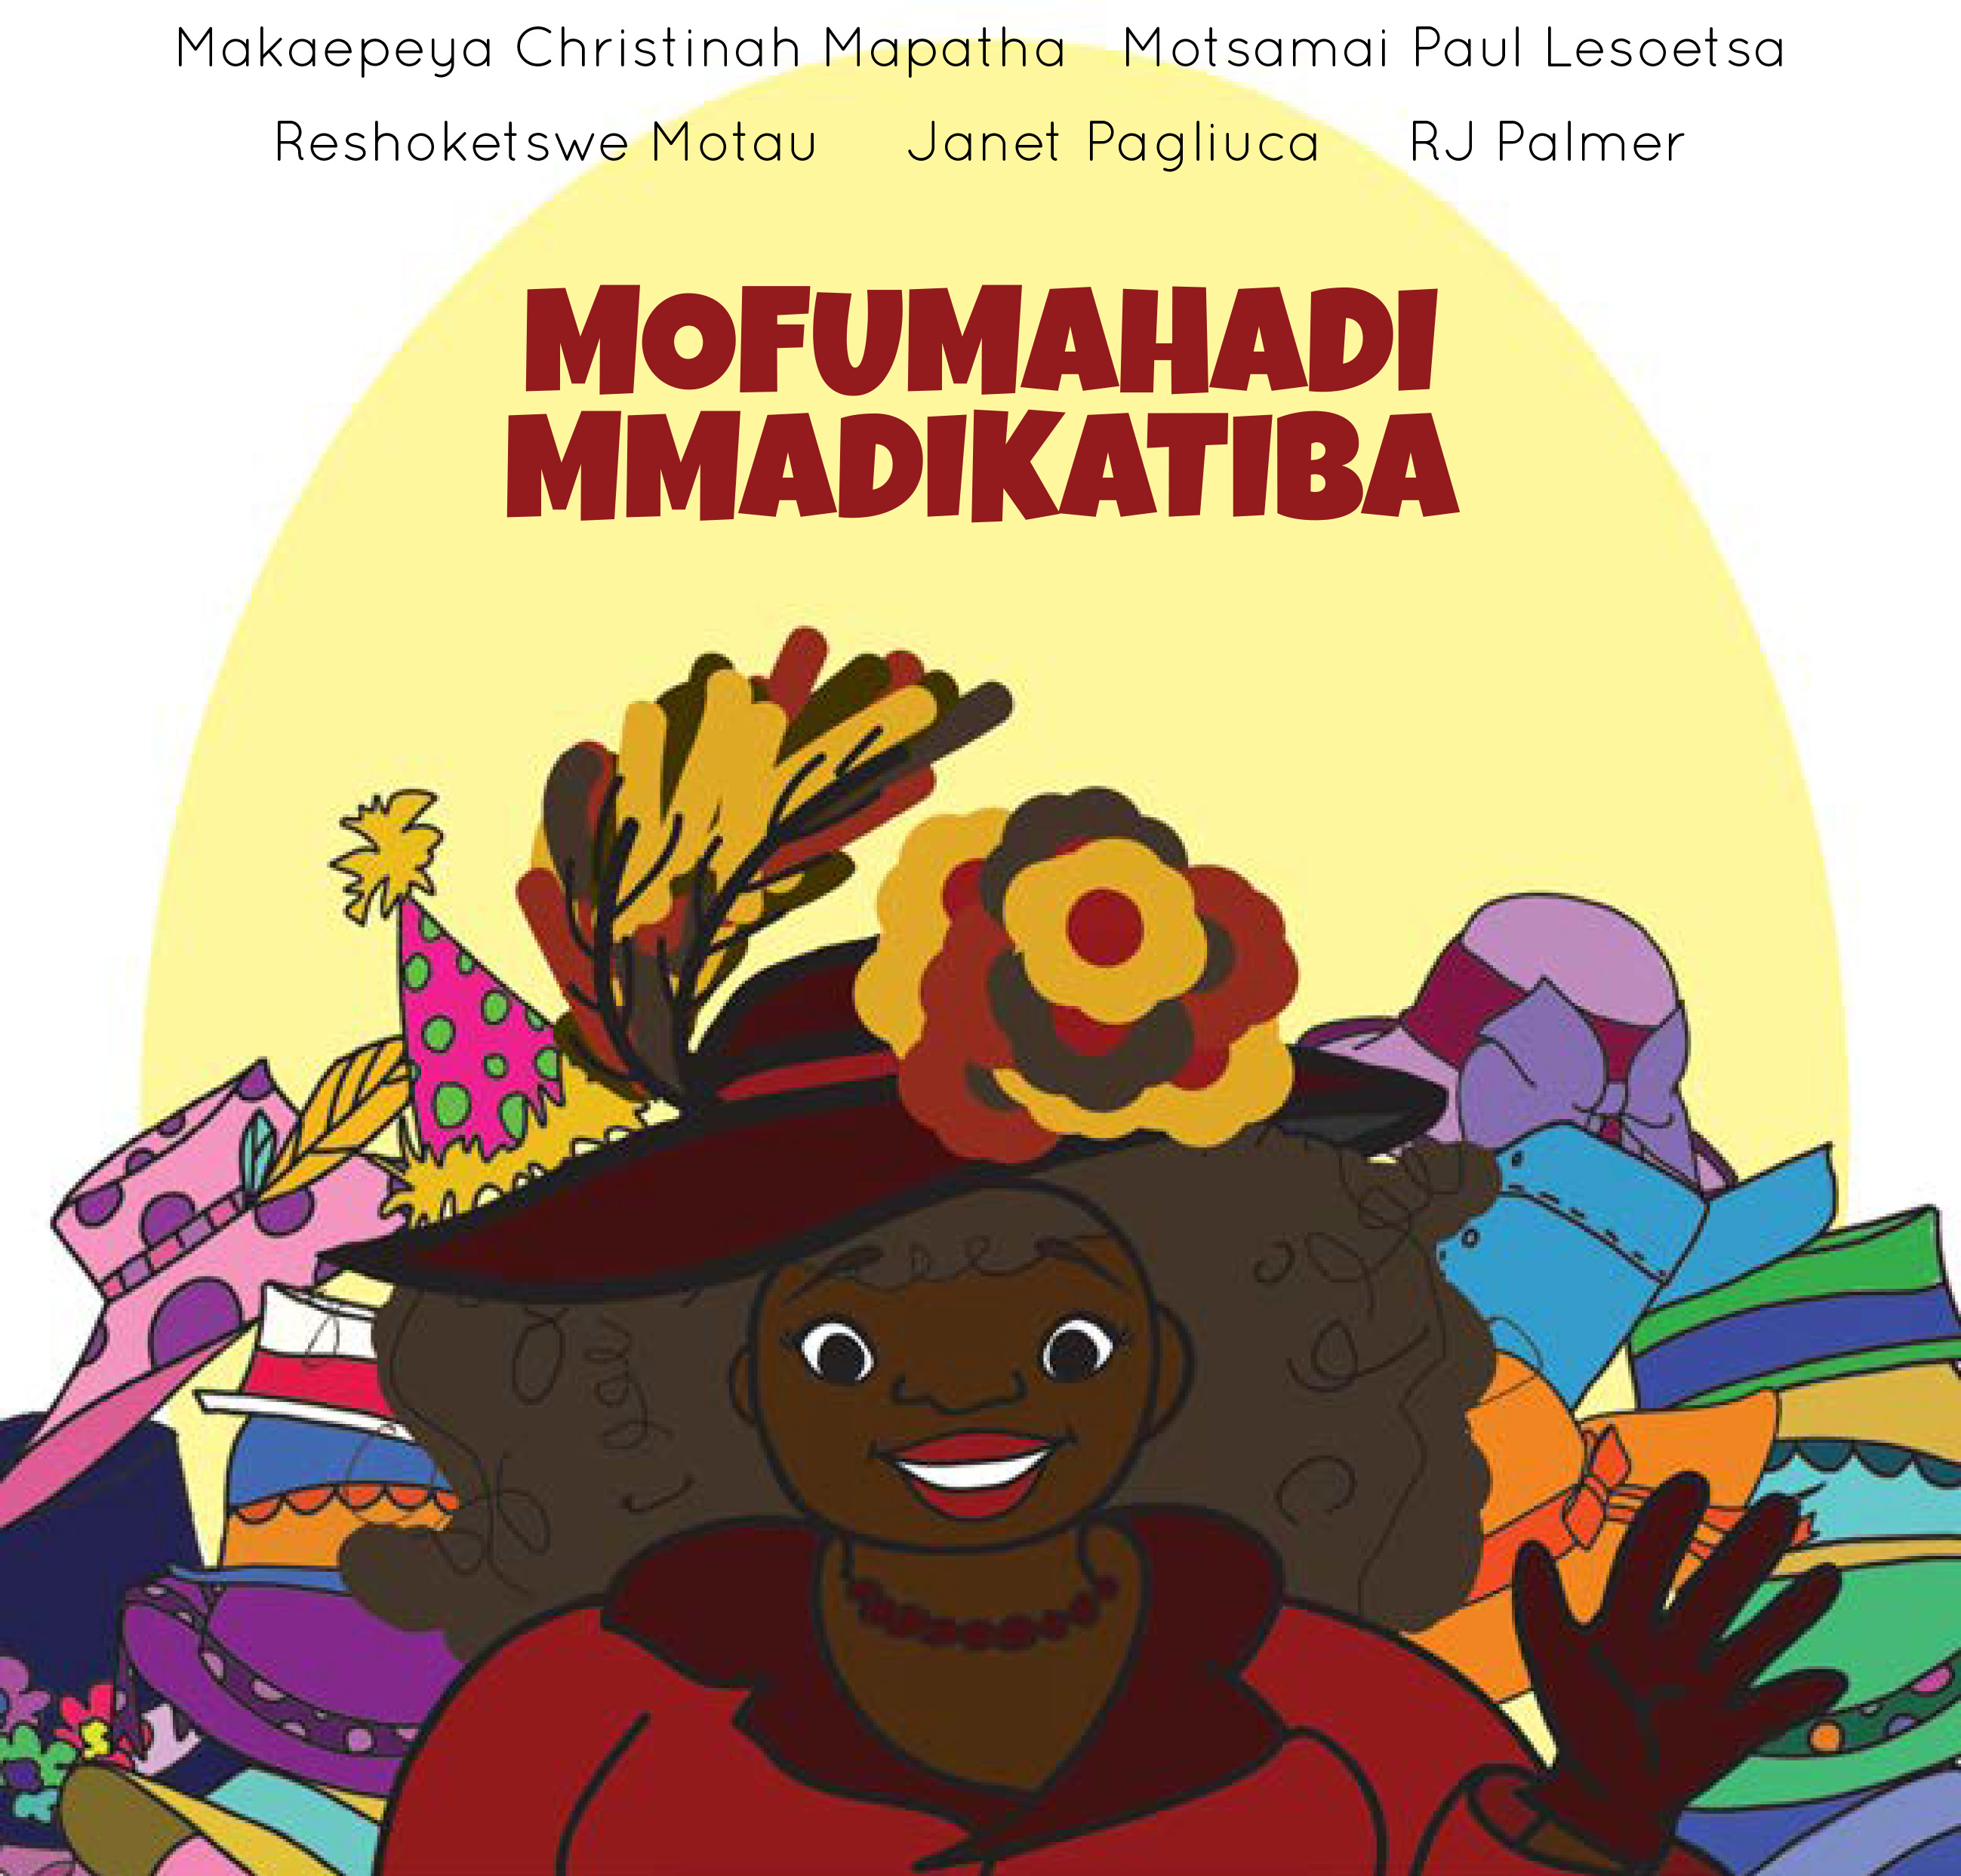 Makaepeya Christinah Mapatha Motsamai Paul Lesoetsa
Reshoketswe Motau Janet Pagliuca RJ Palmer
MOFUMAHADI
MMADIKATIBA